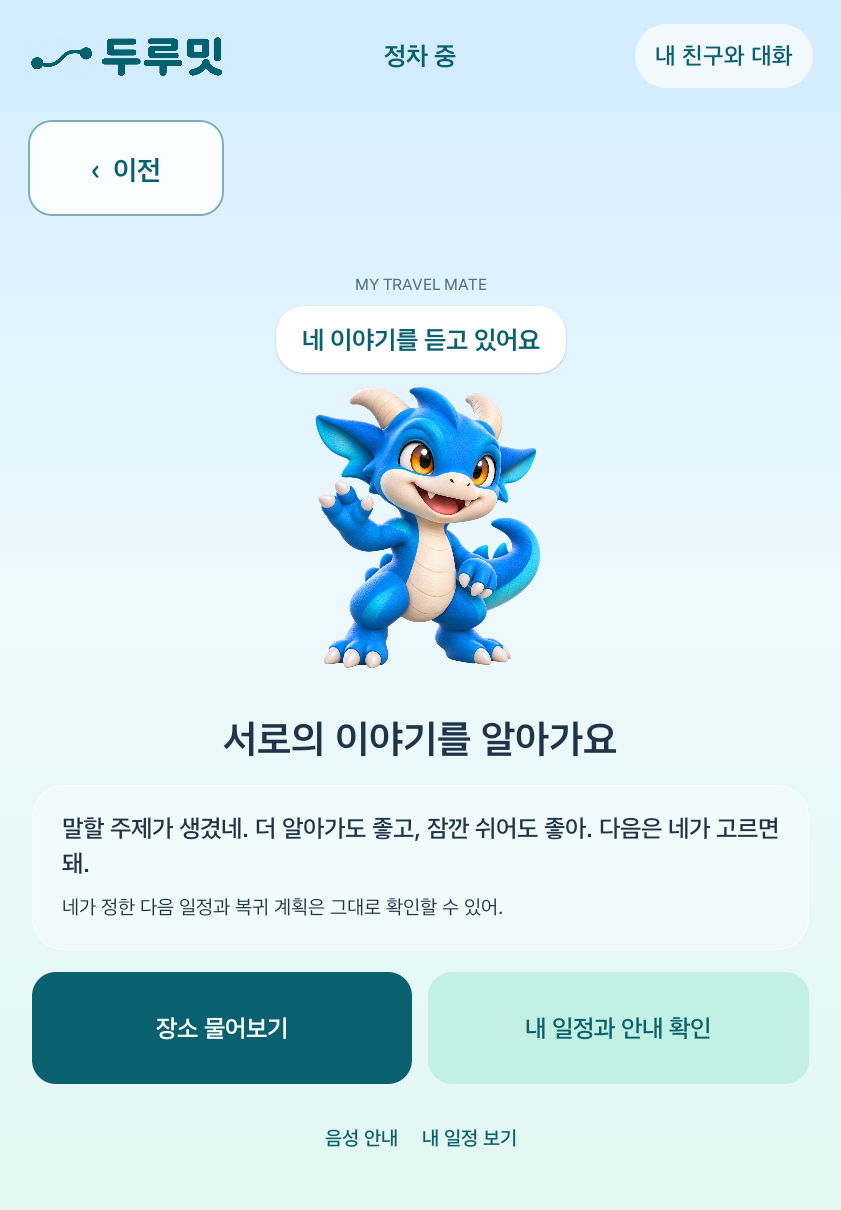 두루밋
정차 중
내 친구와 대화
‹ 이전
MY TRAVEL MATE
네 이야기를 듣고 있어요
서로의 이야기를 알아가요
말할 주제가 생겼네. 더 알아가도 좋고, 잠깐 쉬어도 좋아. 다음은 네가 고르면
돼.
네가 정한 다음 일정과 복귀 계획은 그대로 확인할 수 있어.
장소 물어보기
내 일정과 안내 확인
음성 안내
내 일정 보기